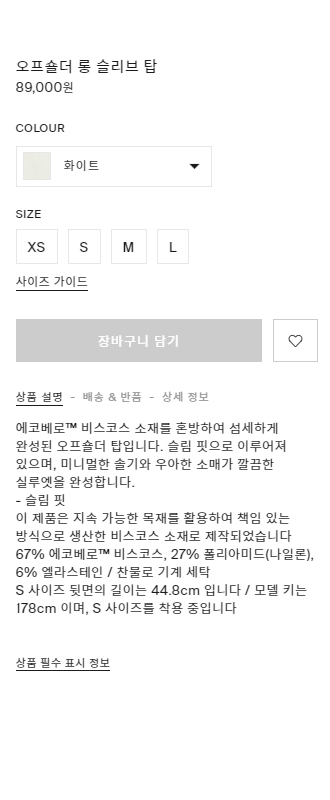 오프숄더 롱 슬리브 탑
89,000원
COLOUR
화이트
SIZE
XS S M L
사이즈 가이드
장바구니 담기
상품 설명 - 배송 & 반품 - 상세 정보
에코베로™ 비스코스 소재를 혼방하여 섬세하게
완성된 오프숄더 탑입니다. 슬림 핏으로 이루어져
있으며, 미니멀한 솔기와 우아한 소매가 깔끔한
실루엣을 완성합니다.
- 슬림 핏
이 제품은 지속 가능한 목재를 활용하여 책임 있는
방식으로 생산한 비스코스 소재로 제작되었습니다
67% 에코베로™ 비스코스, 27% 폴리아미드(나일론),
6% 엘라스테인 / 찬물로 기계 세탁
S 사이즈 뒷면의 길이는 44.8cm 입니다 / 모델 키는
178cm 이며, S 사이즈를 착용 중입니다
상품 필수 표시 정보